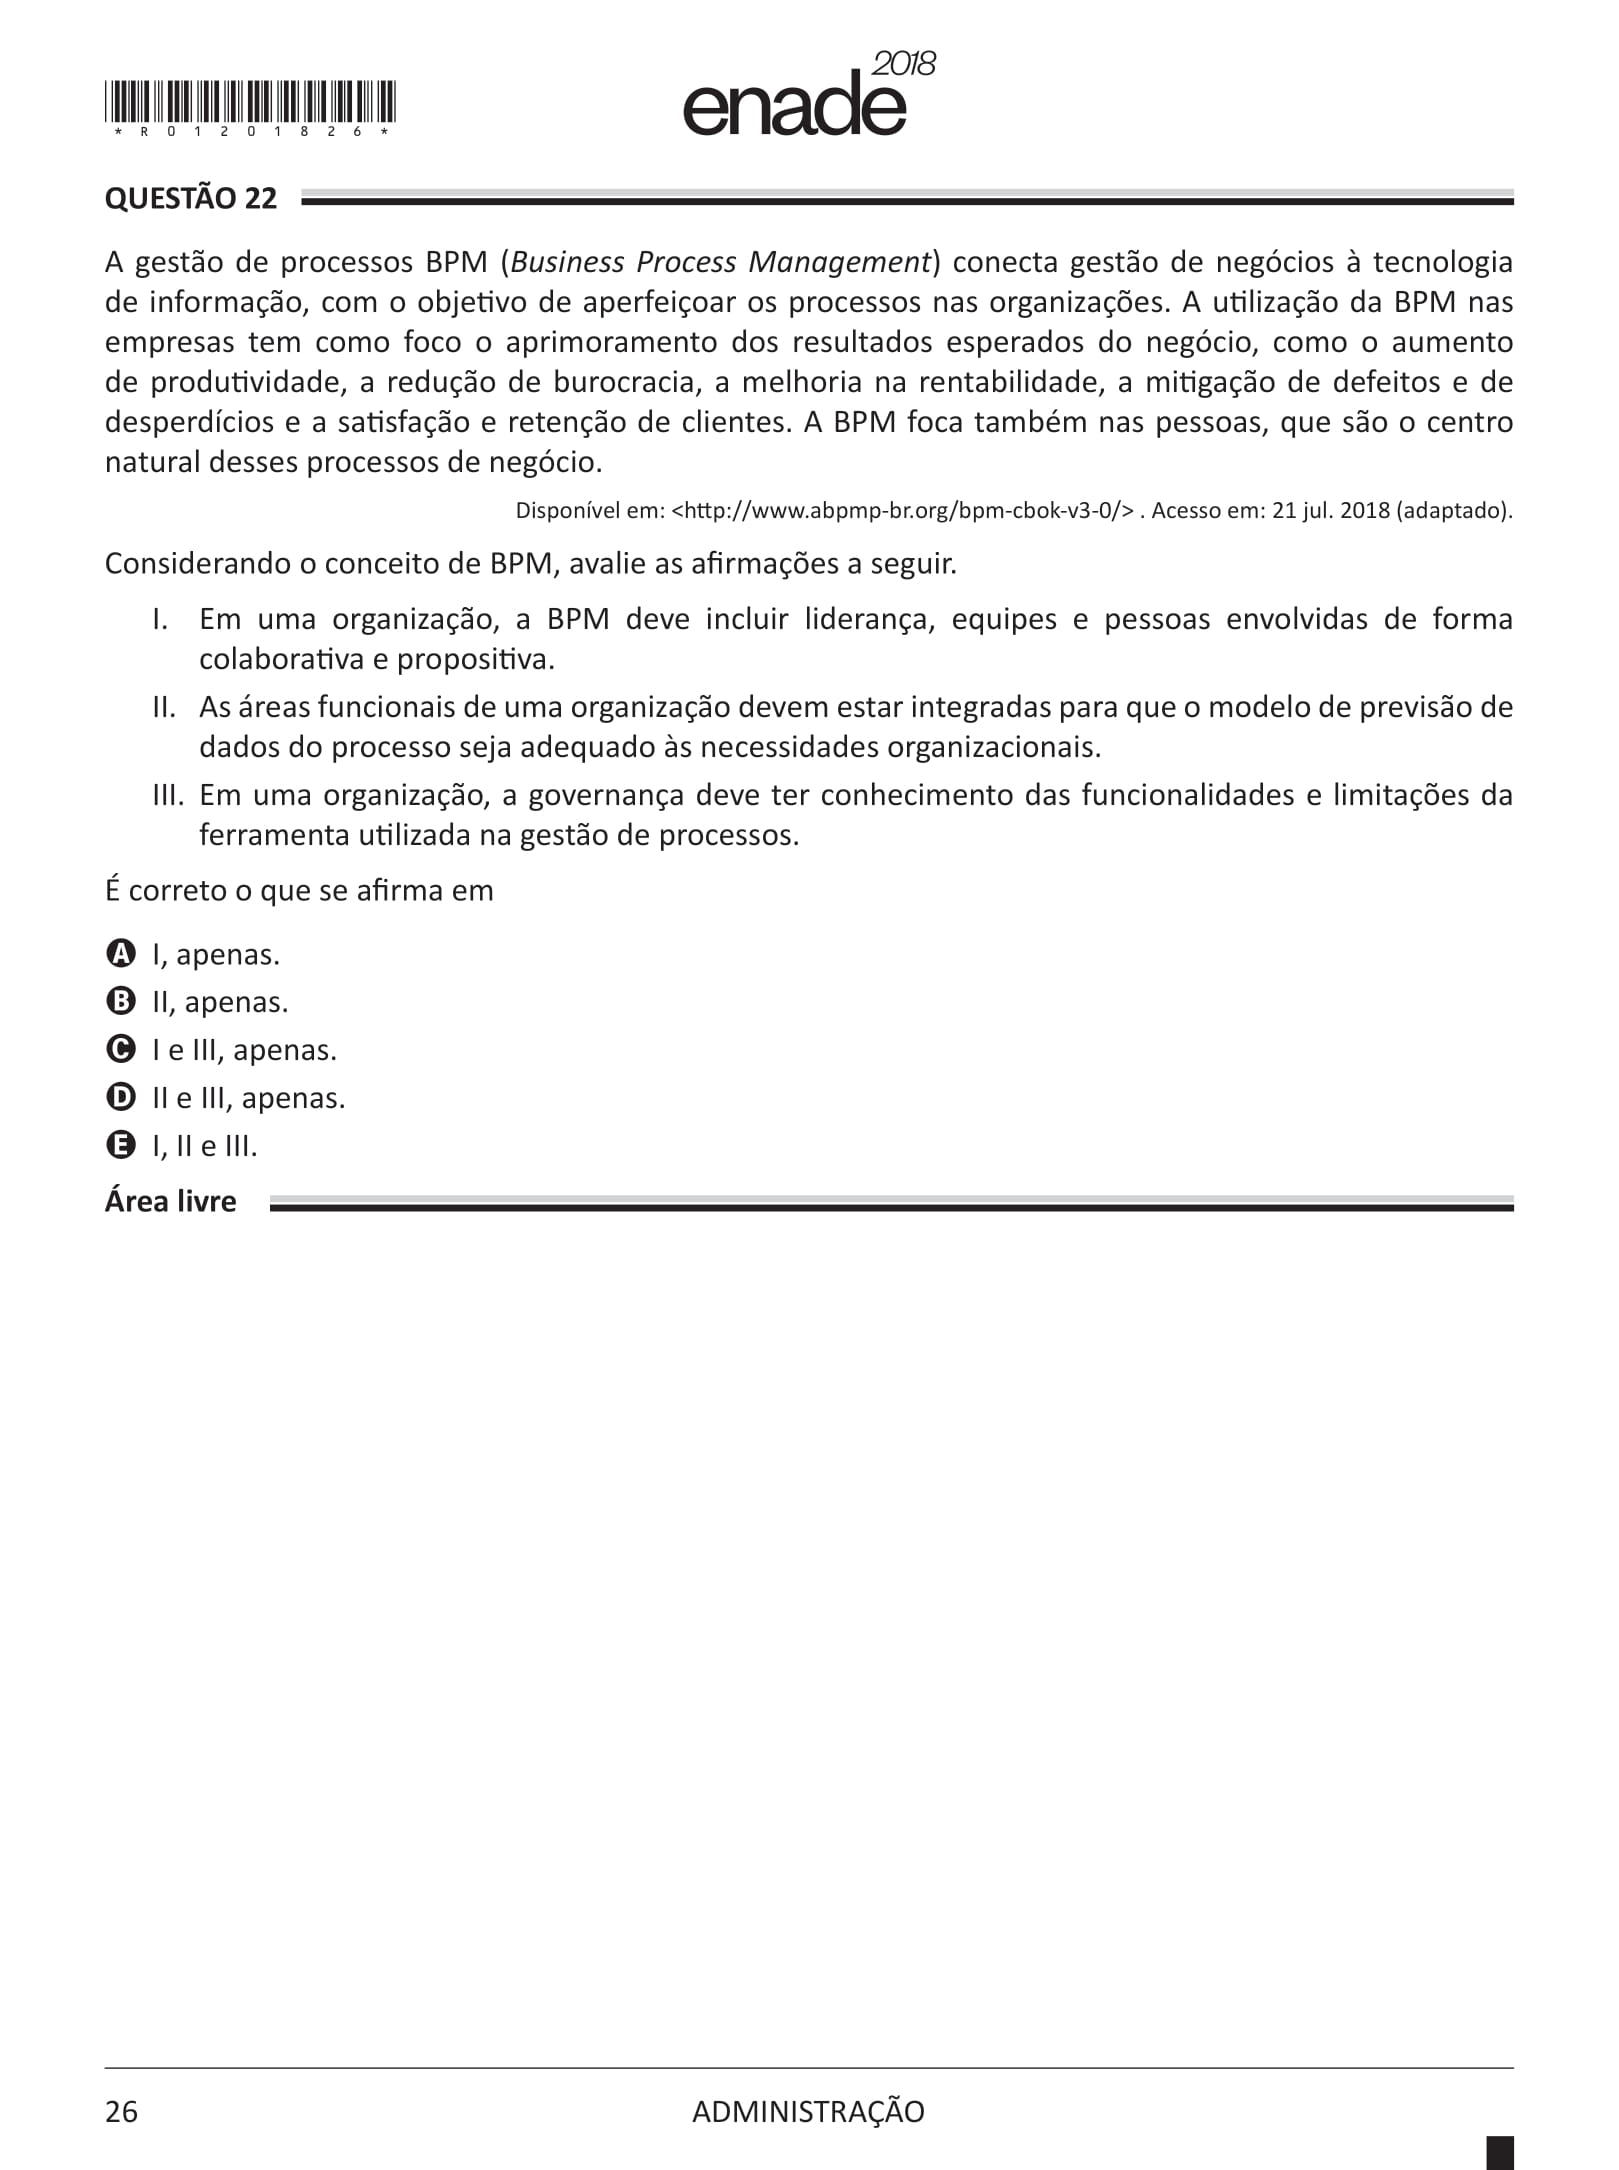 * R 0 1 2 0 1 8 2 6 *
enade 2018
QUESTÃO 22
A gestão de processos BPM (Business Process Management) conecta gestão de negócios à tecnologia
de informação, com o objetivo de aperfeiçoar os processos nas organizações. A utilização da BPM nas
empresas tem como foco o aprimoramento dos resultados esperados do negócio, como o aumento
de produtividade, a redução de burocracia, a melhoria na rentabilidade, a mitigação de defeitos e de
desperdícios e a satisfação e retenção de clientes. A BPM foca também nas pessoas, que são o centro
natural desses processos de negócio.
Disponível em: <http://www.abpmp-br.org/bpm-cbok-v3-0/> . Acesso em: 21 jul. 2018 (adaptado).
Considerando o conceito de BPM, avalie as afirmações a seguir.
I. Em uma organização, a BPM deve incluir liderança, equipes e pessoas envolvidas de forma
colaborativa e propositiva.
II. As áreas funcionais de uma organização devem estar integradas para que o modelo de previsão de
dados do processo seja adequado às necessidades organizacionais.
III. Em uma organização, a governança deve ter conhecimento das funcionalidades e limitações da
ferramenta utilizada na gestão de processos.
É correto o que se afirma em
A I, apenas.
B II, apenas.
C I e III, apenas.
D II e III, apenas.
E I, II e III.
Área livre
26
ADMINISTRAÇÃO